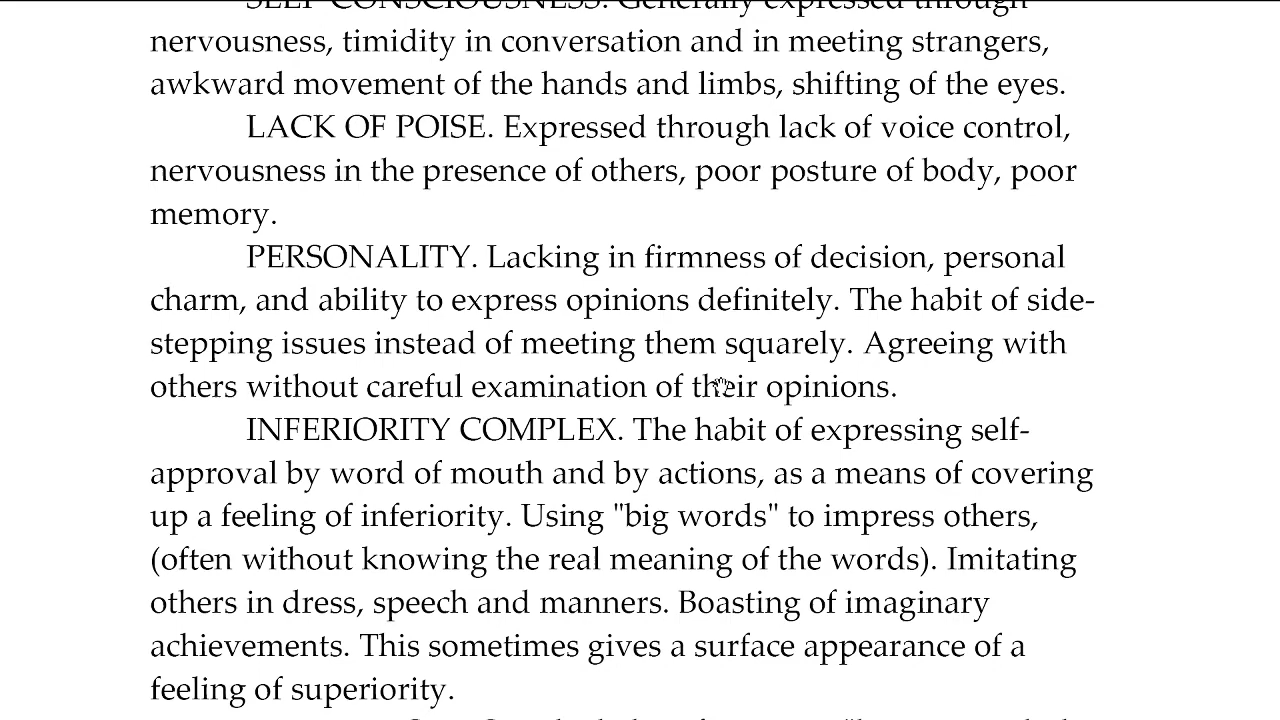 SELF-CONSCIOUSNESS. Generally expressed through
nervousness, timidity in conversation and in meeting strangers,
awkward movement of the hands and limbs, shifting of the eyes.
LACK OF POISE. Expressed through lack of voice control,
nervousness in the presence of others, poor posture of body, poor
memory.
PERSONALITY. Lacking in firmness of decision, personal
charm, and ability to express opinions definitely. The habit of side-
stepping issues instead of meeting them squarely. Agreeing with
others without careful examination of their opinions.
INFERIORITY COMPLEX. The habit of expressing self-
approval by word of mouth and by actions, as a means of covering
up a feeling of inferiority. Using "big words" to impress others,
(often without knowing the real meaning of the words). Imitating
others in dress, speech and manners. Boasting of imaginary
achievements. This sometimes gives a surface appearance of a
feeling of superiority.